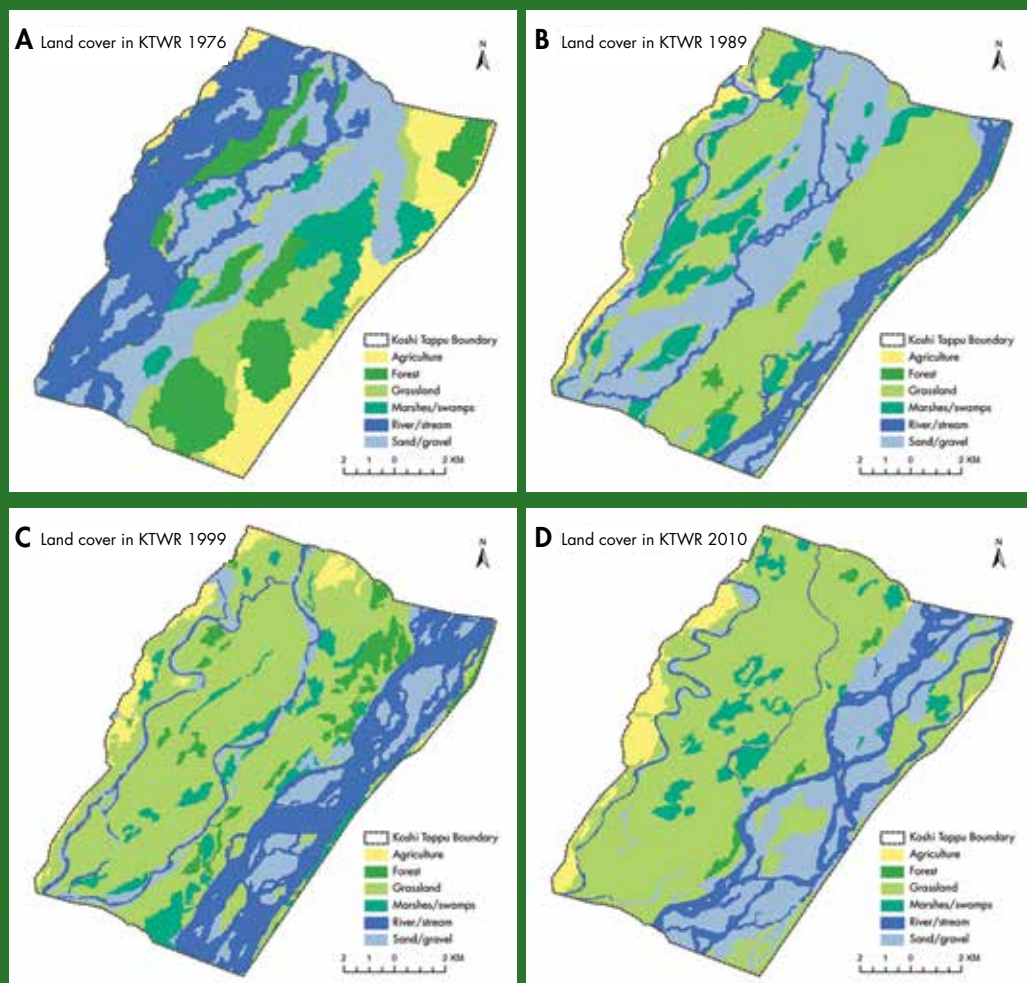 A Land cover in KTWR 1976
N
Koshi Tappu Boundary
Agriculture
Forest
Grassland
Marshes/swamps
River/stream
Sand/gravel
2 1 0 2 KM
B Land cover in KTWR 1989
N
Koshi Tappu Boundary
Agriculture
Forest
Grassland
Marshes/swamps
River/stream
Sand/gravel
2 1 0 2 KM
C Land cover in KTWR 1999
N
Koshi Tappu Boundary
Agriculture
Forest
Grassland
Marshes/swamps
River/stream
Sand/gravel
2 1 0 2 KM
D Land cover in KTWR 2010
N
Koshi Tappu Boundary
Agriculture
Forest
Grassland
Marshes/swamps
River/stream
Sand/gravel
2 1 0 2 KM